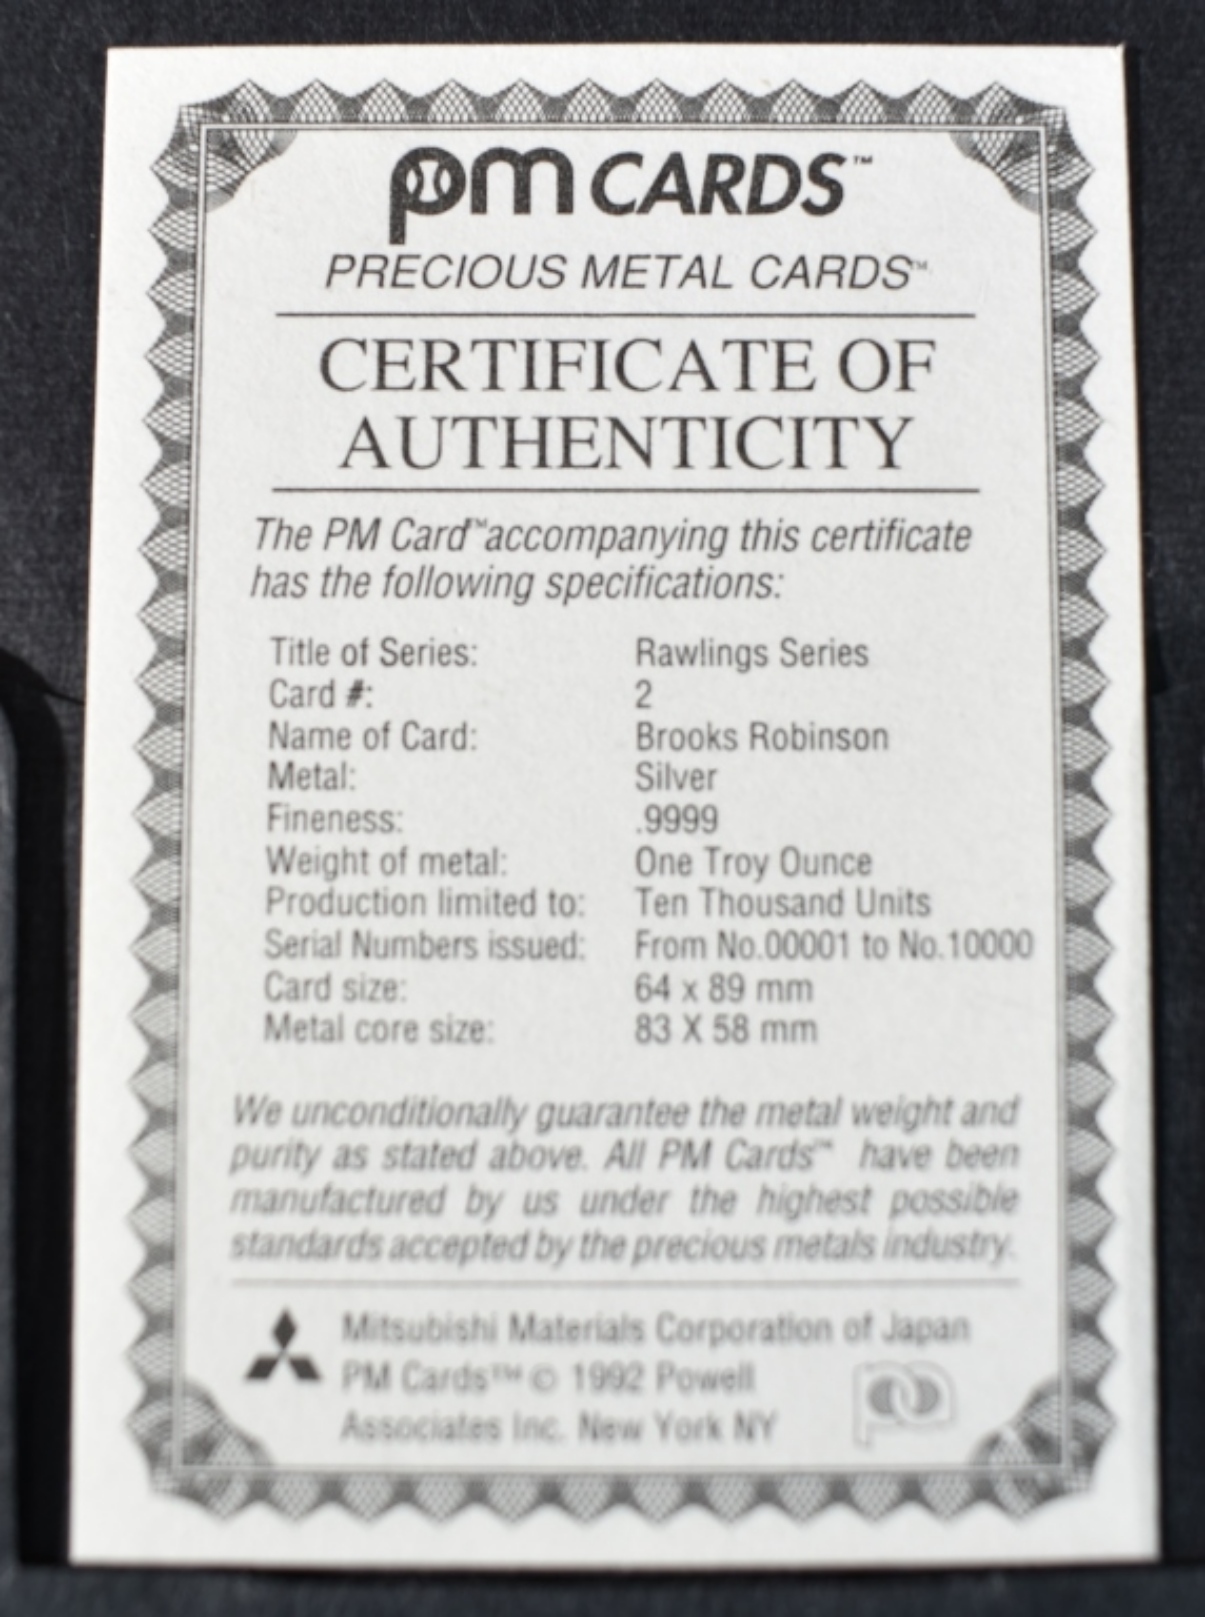 pm CARDS™
PRECIOUS METAL CARDS™
CERTIFICATE OF
AUTHENTICITY
The PM Card™ accompanying this certificate
has the following specifications:
Title of Series: Rawlings Series
Card #: 2
Name of Card: Brooks Robinson
Metal: Silver
Fineness: .9999
Weight of metal: One Troy Ounce
Production limited to: Ten Thousand Units
Serial Numbers issued: From No.00001 to No.10000
Card size: 64 x 89 mm
Metal core size: 83 X 58 mm
We unconditionally guarantee the metal weight and
purity as stated above. All PM Cards™ have been
manufactured by us under the highest possible
standards accepted by the precious metals industry.
Mitsubishi Materials Corporation of Japan
PM Cards™ © 1992 Powell
Associates Inc. New York NY
pa